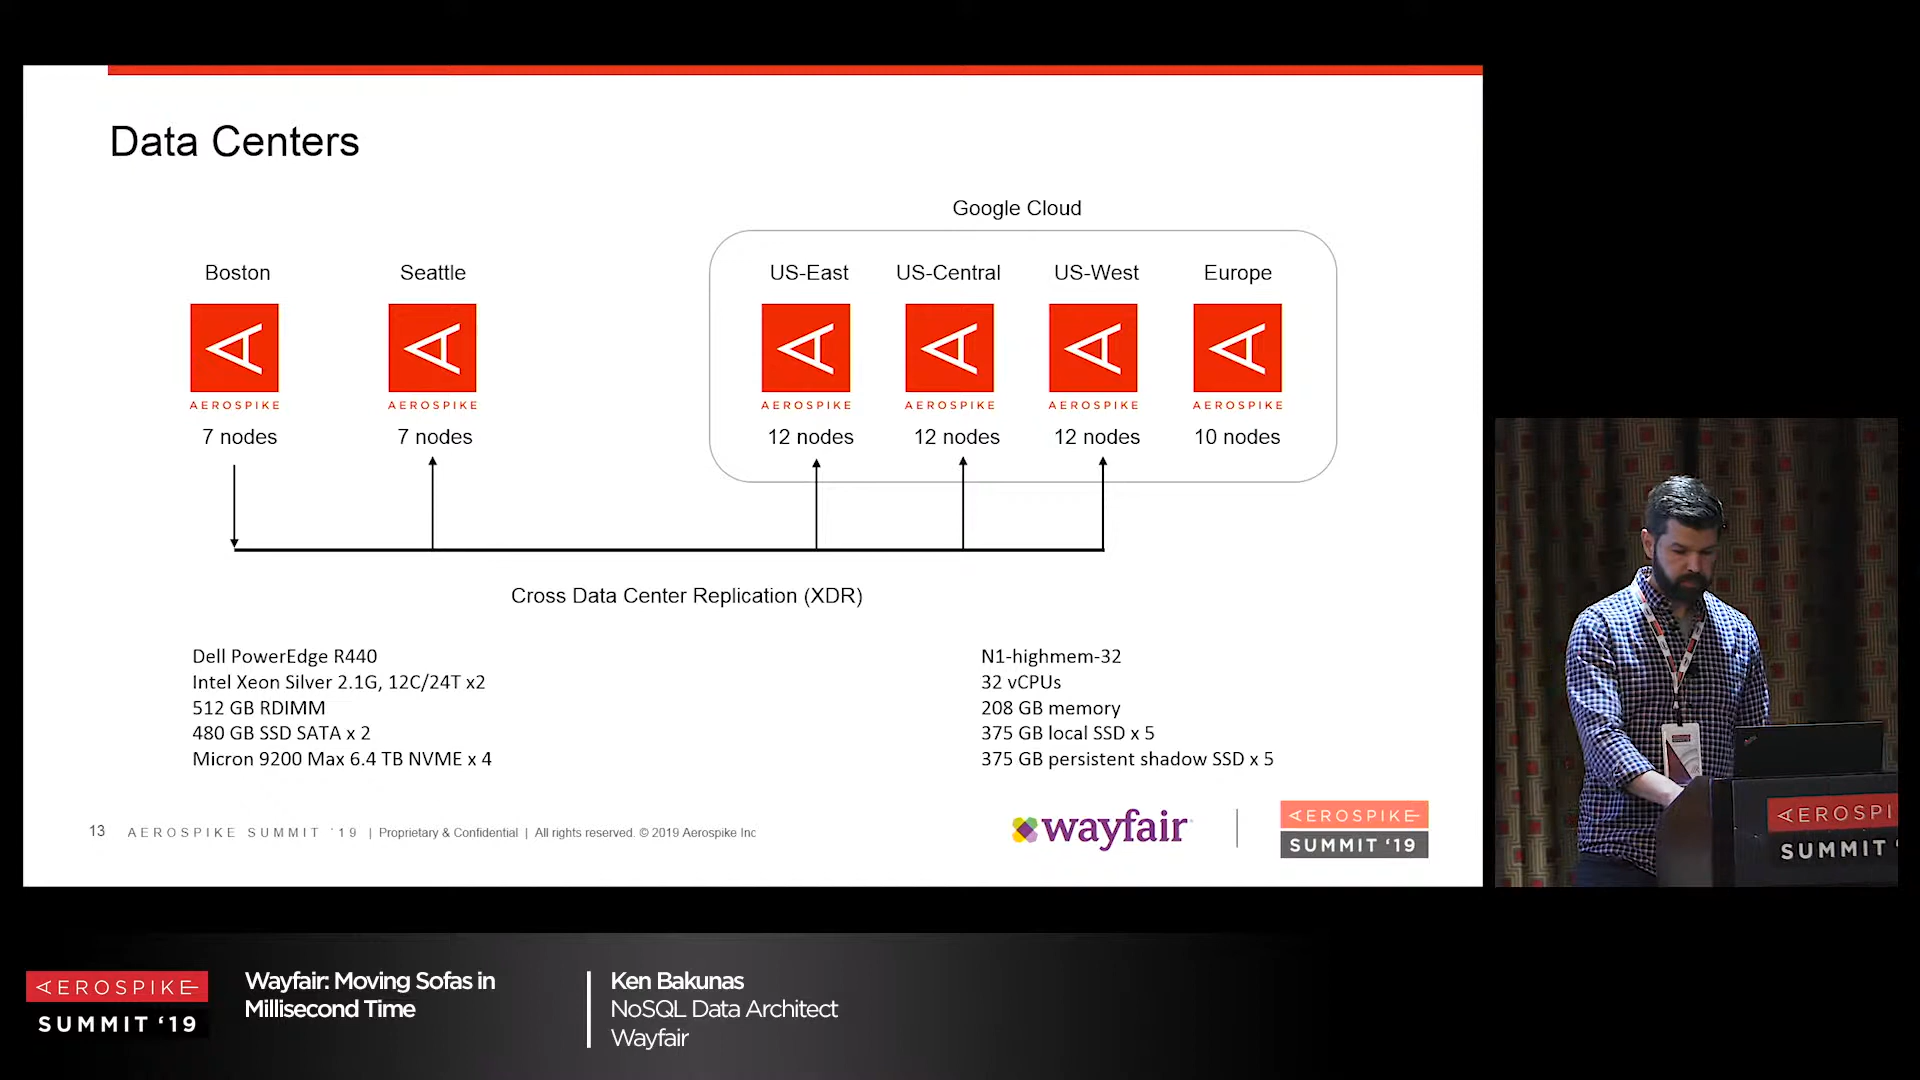 Data Centers
Google Cloud
Boston
Seattle
US-East
US-Central
US-West
Europe
AEROSPIKE
AEROSPIKE
AEROSPIKE
AEROSPIKE
AEROSPIKE
AEROSPIKE
7 nodes
7 nodes
12 nodes
12 nodes
12 nodes
10 nodes
Cross Data Center Replication (XDR)
Dell PowerEdge R440
Intel Xeon Silver 2.1G, 12C/24T x2
512 GB RDIMM
480 GB SSD SATA x 2
Micron 9200 Max 6.4 TB NVME x 4
N1-highmem-32
32 vCPUs
208 GB memory
375 GB local SSD x 5
375 GB persistent shadow SSD x 5
13 AEROSPIKE SUMMIT '19 | Proprietary & Confidential | All rights reserved. © 2019 Aerospike Inc
wayfair
AEROSPIKE
SUMMIT '19
AEROSPI
SUMMIT '
AEROSPIKE
SUMMIT '19
Wayfair: Moving Sofas in
Millisecond Time
Ken Bakunas
NoSQL Data Architect
Wayfair